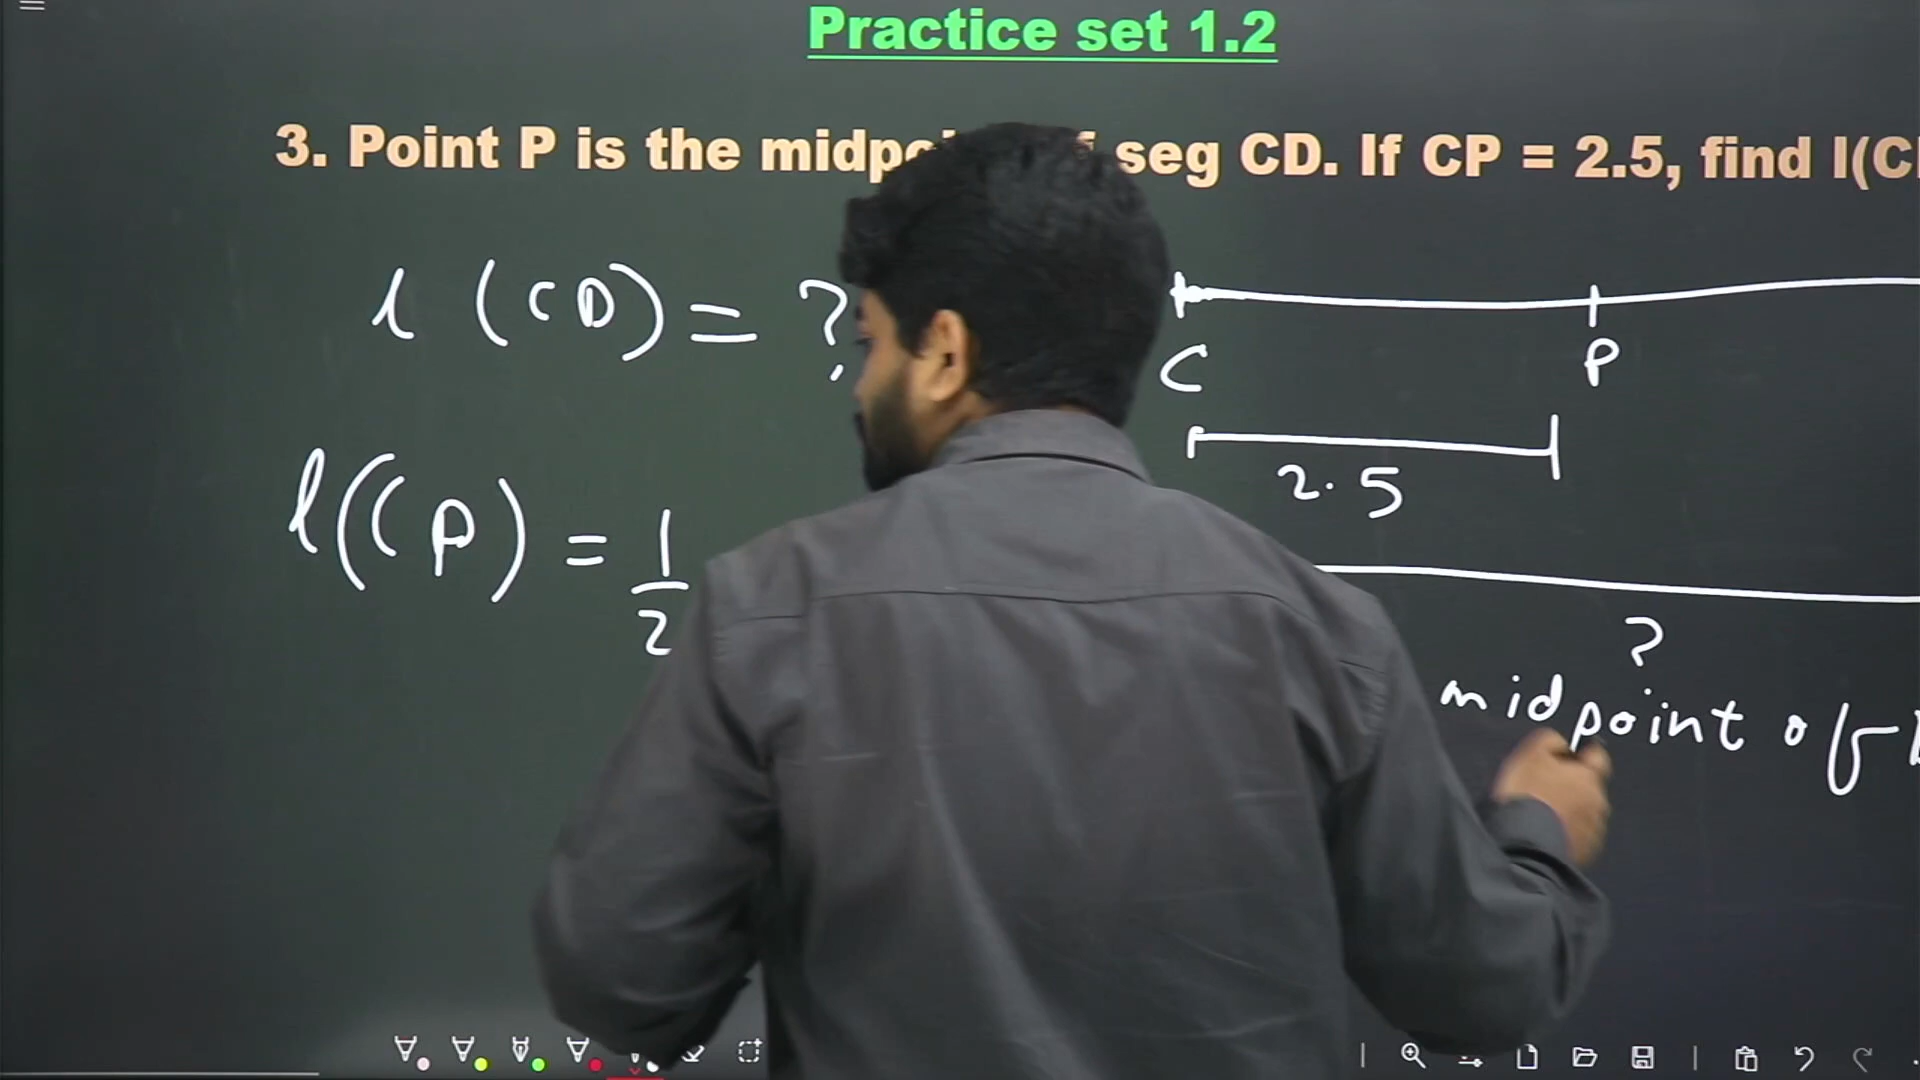 Practice set 1.2
3. Point P is the seg CD. If CP = 2.5, find l(C
l (CD) = ?
C P
2.5
l(CP) = 1/2
?
midpoint of